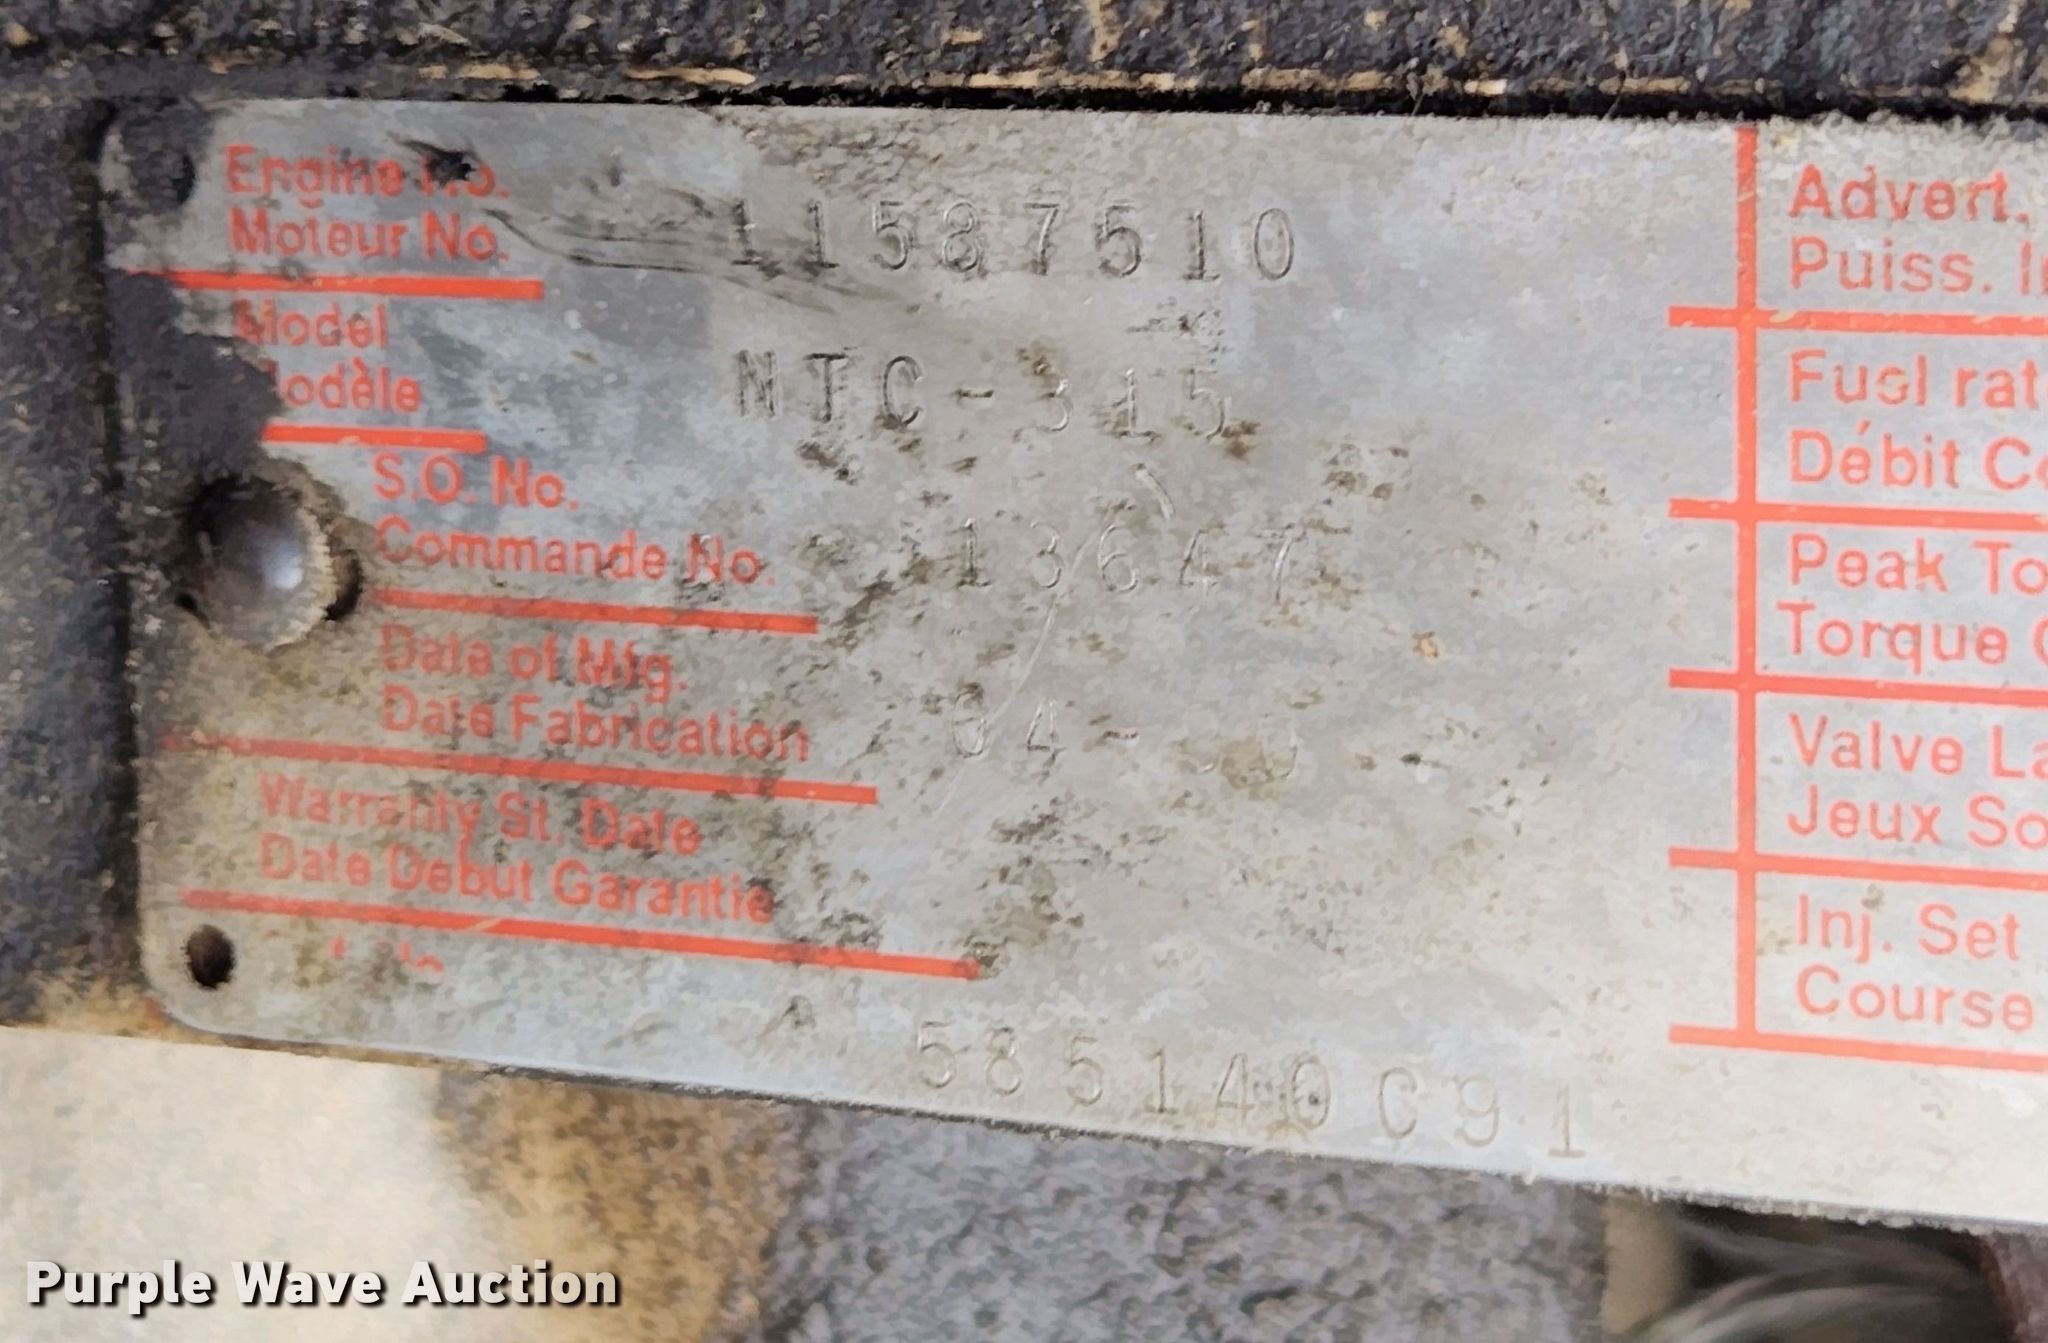 Engine No.
Moteur No.
11587510
Model
Modèle
NTC-315
S.O. No.
Commande No.
13647
Date of Mfg.
Date Fabrication
04-
Warranty St. Date
Date Debut Garantie
585140C91
Advert.
Puiss. I
Fuel rat
Débit C
Peak To
Torque
Valve La
Jeux So
Inj. Set
Course
Purple Wave Auction